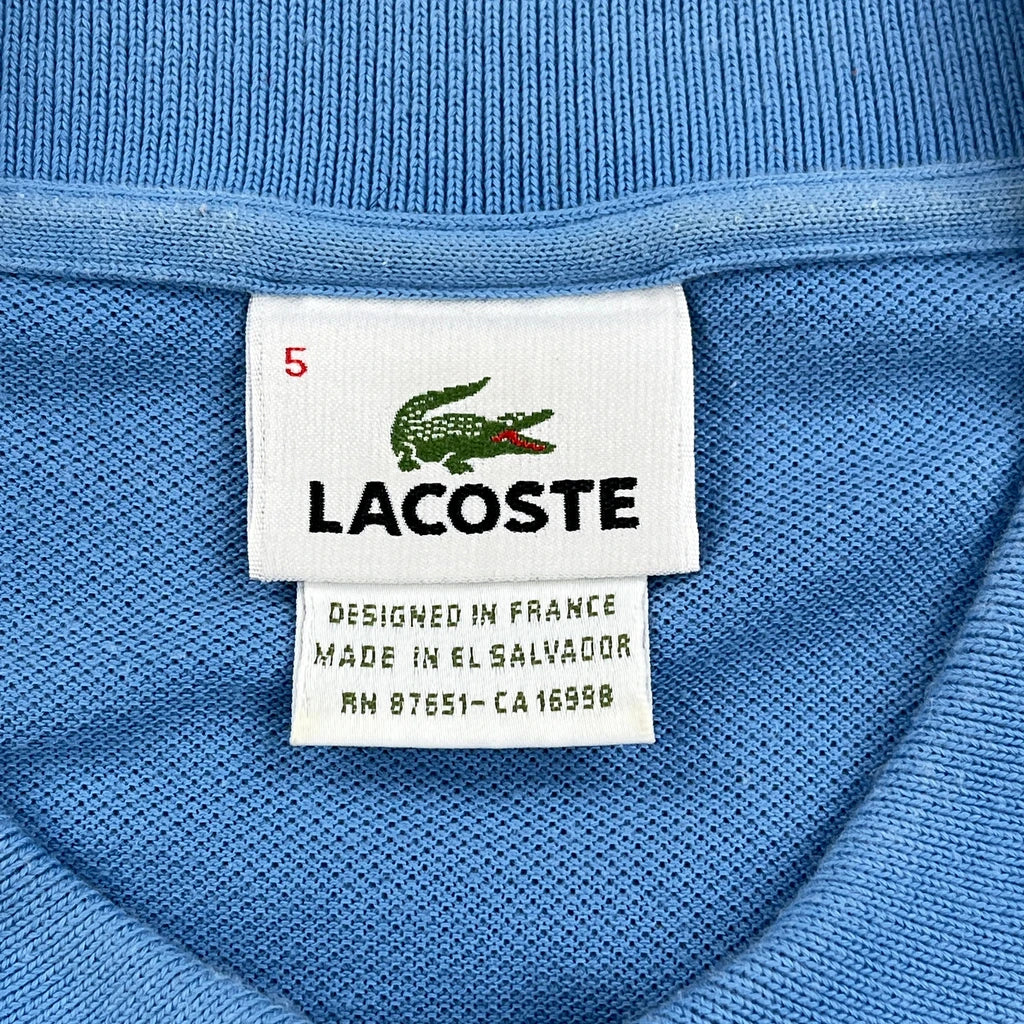 5
LACOSTE
DESIGNED IN FRANCE
MADE IN EL SALVADOR
RN 87651-CA 16998